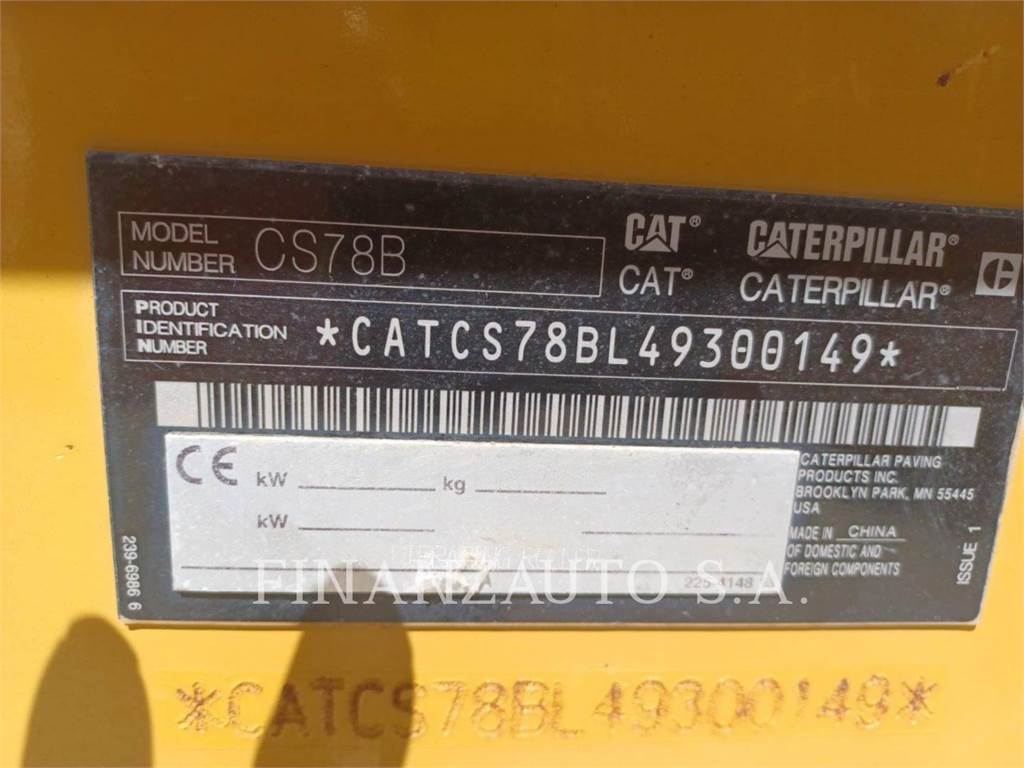 MODEL
NUMBER CS78B
CAT® CATERPILLAR®
CAT® CATERPILLAR®
PRODUCT
IDENTIFICATION
NUMBER
*CATCS78BL49300149*
CE kW kg
kW
225-4148
CATERPILLAR PAVING
PRODUCTS INC.
BROOKLYN PARK, MN 55445
USA
MADE IN CHINA
OF DOMESTIC AND
FOREIGN COMPONENTS
ISSUE 1
239-6986 6
FINANZAUTO S.A.
*CATCS78BL49300149*